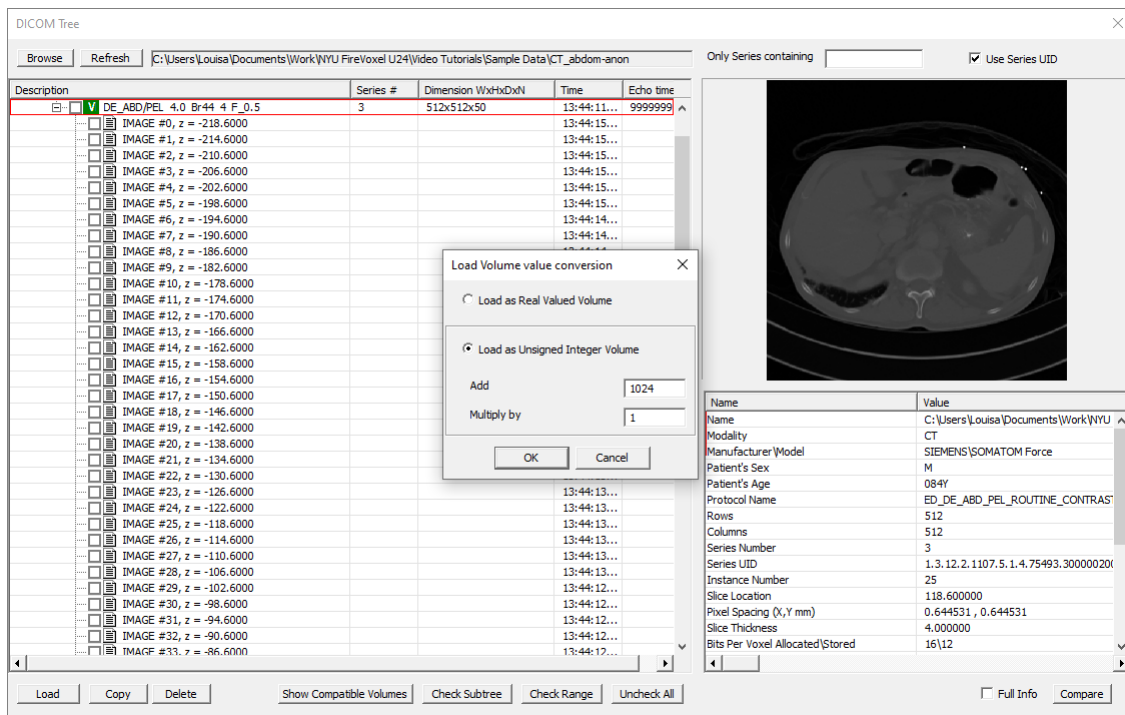 DICOM Tree
Browse Refresh C:\Users\Louisa\Documents\Work\NYU FireVoxel U24\Video Tutorials\Sample Data\CT_abdom-anon Only Series containing Use Series UID
Description Series # Dimension WxHxDxN Time Echo time
V DE_ABD/PEL 4.0 Br44 4 F_0.5 3 512x512x50 13:44:11... 9999999
IMAGE #0, z = -218.6000 13:44:15...
IMAGE #1, z = -214.6000 13:44:15...
IMAGE #2, z = -210.6000 13:44:15...
IMAGE #3, z = -206.6000 13:44:15...
IMAGE #4, z = -202.6000 13:44:15...
IMAGE #5, z = -198.6000 13:44:15...
IMAGE #6, z = -194.6000 13:44:14...
IMAGE #7, z = -190.6000 13:44:14...
IMAGE #8, z = -186.6000
IMAGE #9, z = -182.6000
IMAGE #10, z = -178.6000
IMAGE #11, z = -174.6000
IMAGE #12, z = -170.6000
IMAGE #13, z = -166.6000
IMAGE #14, z = -162.6000
IMAGE #15, z = -158.6000
IMAGE #16, z = -154.6000
IMAGE #17, z = -150.6000
IMAGE #18, z = -146.6000
IMAGE #19, z = -142.6000
IMAGE #20, z = -138.6000
IMAGE #21, z = -134.6000
IMAGE #22, z = -130.6000
IMAGE #23, z = -126.6000 13:44:13...
IMAGE #24, z = -122.6000 13:44:13...
IMAGE #25, z = -118.6000 13:44:13...
IMAGE #26, z = -114.6000 13:44:13...
IMAGE #27, z = -110.6000 13:44:13...
IMAGE #28, z = -106.6000 13:44:13...
IMAGE #29, z = -102.6000 13:44:12...
IMAGE #30, z = -98.6000 13:44:12...
IMAGE #31, z = -94.6000 13:44:12...
IMAGE #32, z = -90.6000 13:44:12...
IMAGE #33, z = -86.6000 13:44:12...
Load Volume value conversion
Load as Real Valued Volume
Load as Unsigned Integer Volume
Add 1024
Multiply by 1
OK Cancel
Name Value
Name C:\Users\Louisa\Documents\Work\NYU
Modality CT
Manufacturer\Model SIEMENS\SOMATOM Force
Patient's Sex M
Patient's Age 084Y
Protocol Name ED_DE_ABD_PEL_ROUTINE_CONTRAST
Rows 512
Columns 512
Series Number 3
Series UID 1.3.12.2.1107.5.1.4.75493.30000020
Instance Number 25
Slice Location 118.600000
Pixel Spacing (X,Y mm) 0.644531 , 0.644531
Slice Thickness 4.000000
Bits Per Voxel Allocated\Stored 16\12
Load Copy Delete Show Compatible Volumes Check Subtree Check Range Uncheck All Full Info Compare